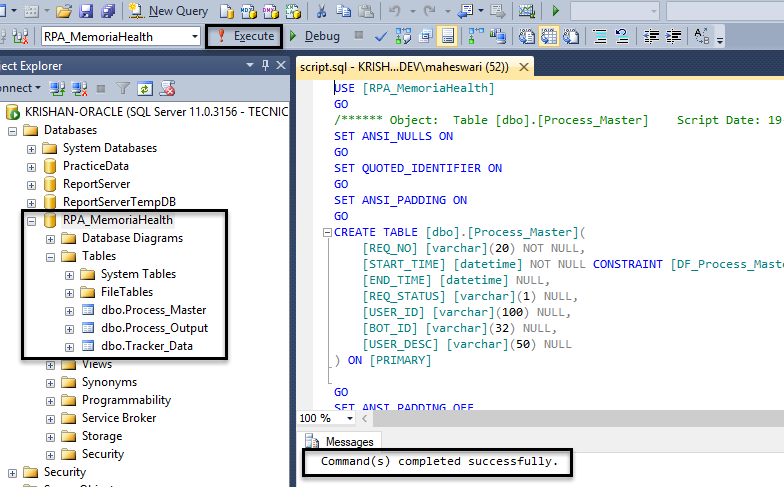 New Query
RPA_MemoriaHealth
Execute
Debug
ject Explorer
onnect
KRISHAN-ORACLE (SQL Server 11.0.3156 - TECNIC
Databases
System Databases
PracticeData
ReportServer
ReportServerTempDB
RPA_MemoriaHealth
Database Diagrams
Tables
System Tables
FileTables
dbo.Process_Master
dbo.Process_Output
dbo.Tracker_Data
Views
Synonyms
Programmability
Service Broker
Storage
Security
Security
script.sql - KRISH...DEV\maheswari (52))
USE [RPA_MemoriaHealth]
GO
/****** Object:  Table [dbo].[Process_Master]    Script Date: 19
SET ANSI_NULLS ON
GO
SET QUOTED_IDENTIFIER ON
GO
SET ANSI_PADDING ON
GO
CREATE TABLE [dbo].[Process_Master](
[REQ_NO] [varchar](20) NOT NULL,
[START_TIME] [datetime] NOT NULL CONSTRAINT [DF_Process_Maste
[END_TIME] [datetime] NULL,
[REQ_STATUS] [varchar](1) NULL,
[USER_ID] [varchar](100) NULL,
[BOT_ID] [varchar](32) NULL,
[USER_DESC] [varchar](50) NULL
) ON [PRIMARY]
GO
SET ANSI_PADDING OFF
100 %
Messages
Command(s) completed successfully.